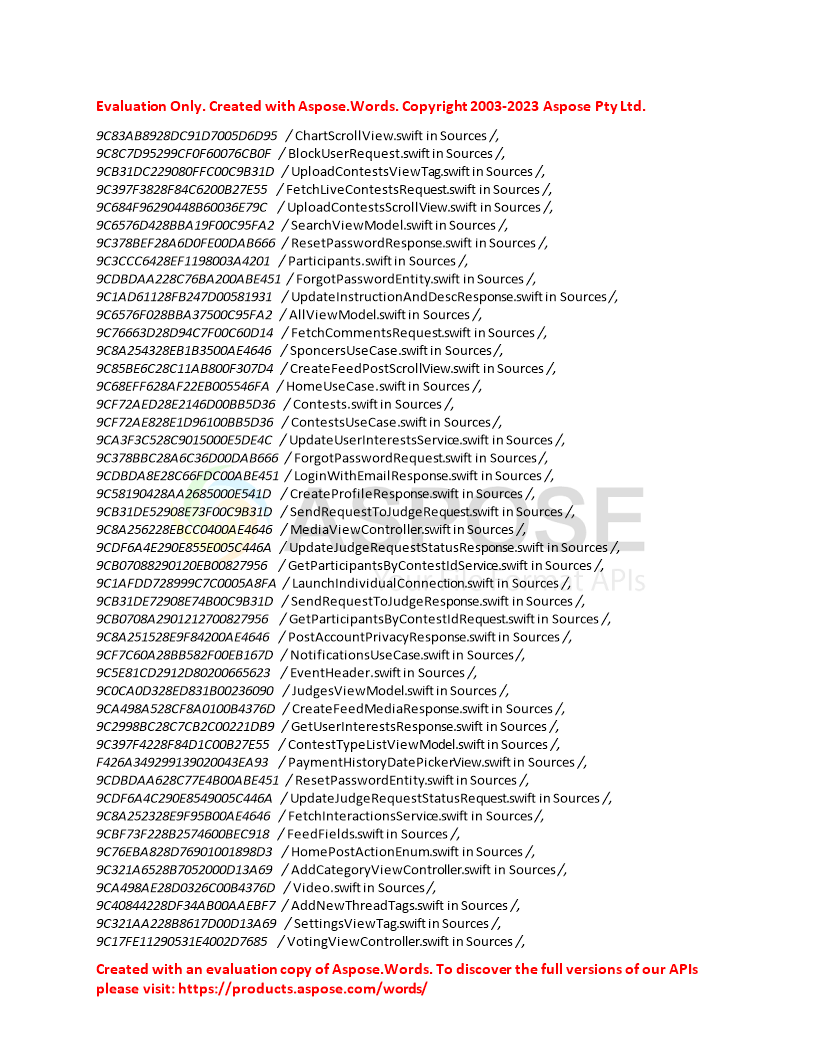 Evaluation Only. Created with Aspose.Words. Copyright 2003-2023 Aspose Pty Ltd.
9C83AB8928DC91D7005D6D95 / ChartScrollView.swift in Sources /,
9C8C7D95299CF0F60076CB0F / BlockUserRequest.swift in Sources /,
9CB31DC229080FFC00C9B31D / UploadContestsViewTag.swift in Sources /,
9C397F3828F84C6200B27E55 / FetchLiveContestsRequest.swift in Sources /,
9C684F96290448B60036E79C / UploadContestsScrollView.swift in Sources /,
9C6576D428BBA19F00C95FA2 / SearchViewModel.swift in Sources /,
9C378BEF28A6D0FE00DAB666 / ResetPasswordResponse.swift in Sources /,
9C3CCC6428EF1198003A4201 / Participants.swift in Sources /,
9CDBDAA228C76BA200ABE451 / ForgotPasswordEntity.swift in Sources /,
9C1AD61128FB247D00581931 / UpdateInstructionAndDescResponse.swift in Sources /,
9C6576F028BBA37500C95FA2 / AllViewModel.swift in Sources /,
9C76663D28D94C7F00C60D14 / FetchCommentsRequest.swift in Sources /,
9C8A254328EB1B3500AE4646 / SponcersUseCase.swift in Sources /,
9C85BE6C28C11AB800F307D4 / CreateFeedPostScrollView.swift in Sources /,
9C68EFF628AF22EB005546FA / HomeUseCase.swift in Sources /,
9CF72AED28E2146D00BB5D36 / Contests.swift in Sources /,
9CF72AE828E1D96100BB5D36 / ContestsUseCase.swift in Sources /,
9CA3F3C528C9015000E5DE4C / UpdateUserInterestsService.swift in Sources /,
9C378BBC28A6C36D00DAB666 / ForgotPasswordRequest.swift in Sources /,
9CDBDA8E28C66FDC00ABE451 / LoginWithEmailResponse.swift in Sources /,
9C58190428AA2685000E541D / CreateProfileResponse.swift in Sources /,
9CB31DE52908E73F00C9B31D / SendRequestToJudgeRequest.swift in Sources /,
9C8A256228EBCC0400AE4646 / MediaViewController.swift in Sources /,
9CDF6A4E290E855E005C446A / UpdateJudgeRequestStatusResponse.swift in Sources /,
9CB07088290120EB00827956 / GetParticipantsByContestIdService.swift in Sources /,
9C1AFDD728999C7C0005A8FA / LaunchIndividualConnection.swift in Sources /,
9CB31DE72908E74B00C9B31D / SendRequestToJudgeResponse.swift in Sources /,
9CB0708A2901212700827956 / GetParticipantsByContestIdRequest.swift in Sources /,
9C8A251528E9F84200AE4646 / PostAccountPrivacyResponse.swift in Sources /,
9CF7C60A28BB582F00EB167D / NotificationsUseCase.swift in Sources /,
9C5E81CD2912D80200665623 / EventHeader.swift in Sources /,
9C0CA0D328ED831B00236090 / JudgesViewModel.swift in Sources /,
9CA498A528CF8A0100B4376D / CreateFeedMediaResponse.swift in Sources /,
9C2998BC28C7CB2C00221DB9 / GetUserInterestsResponse.swift in Sources /,
9C397F4228F84D1C00B27E55 / ContestTypeListViewModel.swift in Sources /,
F426A349299139020043EA93 / PaymentHistoryDatePickerView.swift in Sources /,
9CDBDAA628C77E4B00ABE451 / ResetPasswordEntity.swift in Sources /,
9CDF6A4C290E8549005C446A / UpdateJudgeRequestStatusRequest.swift in Sources /,
9C8A252328E9F95B00AE4646 / FetchInteractionsService.swift in Sources /,
9CBF73F228B2574600BEC918 / FeedFields.swift in Sources /,
9C76EBA828D76901001898D3 / HomePostActionEnum.swift in Sources /,
9C321A6528B7052000D13A69 / AddCategoryViewController.swift in Sources /,
9CA498AE28D0326C00B4376D / Video.swift in Sources /,
9C40844228DF34AB00AAEBF7 / AddNewThreadTags.swift in Sources /,
9C321AA228B8617D00D13A69 / SettingsViewTag.swift in Sources /,
9C17FE11290531E4002D7685 / VotingViewController.swift in Sources /,
Created with an evaluation copy of Aspose.Words. To discover the full versions of our APIs
please visit: https://products.aspose.com/words/